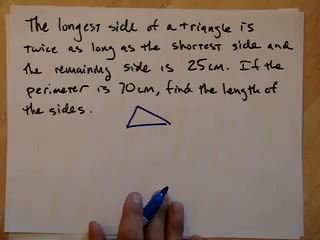 The longest side of a triangle is
twice as long as the shortest side and
the remaining side is 25cm. If the
perimeter is 70cm, find the length of
the sides.